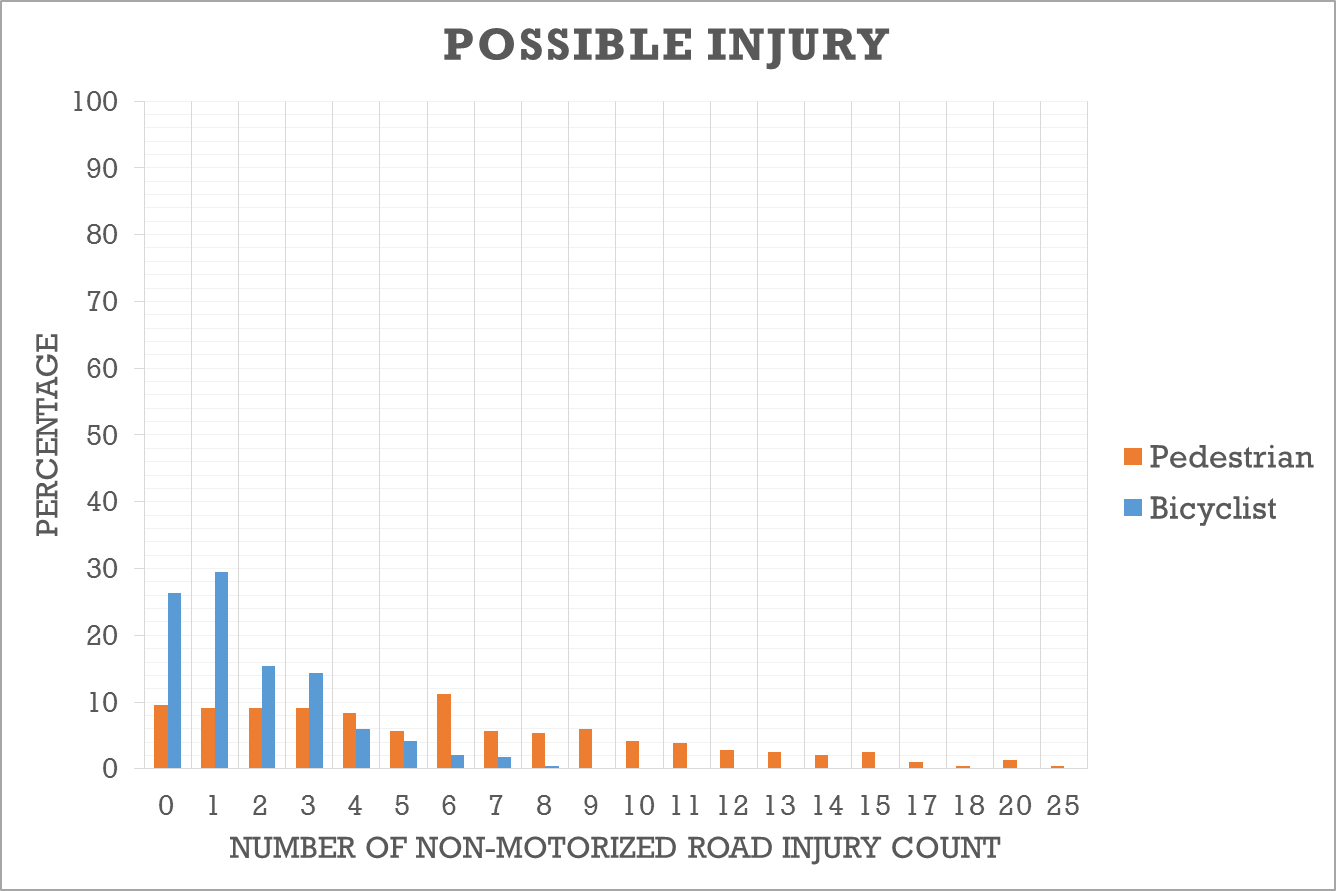 POSSIBLE INJURY
100
90
80
70
60
50
40
30
20
10
0
PERCENTAGE
0 1 2 3 4 5 6 7 8 9 10 11 12 13 14 15 17 18 20 25
NUMBER OF NON-MOTORIZED ROAD INJURY COUNT
Pedestrian
Bicyclist